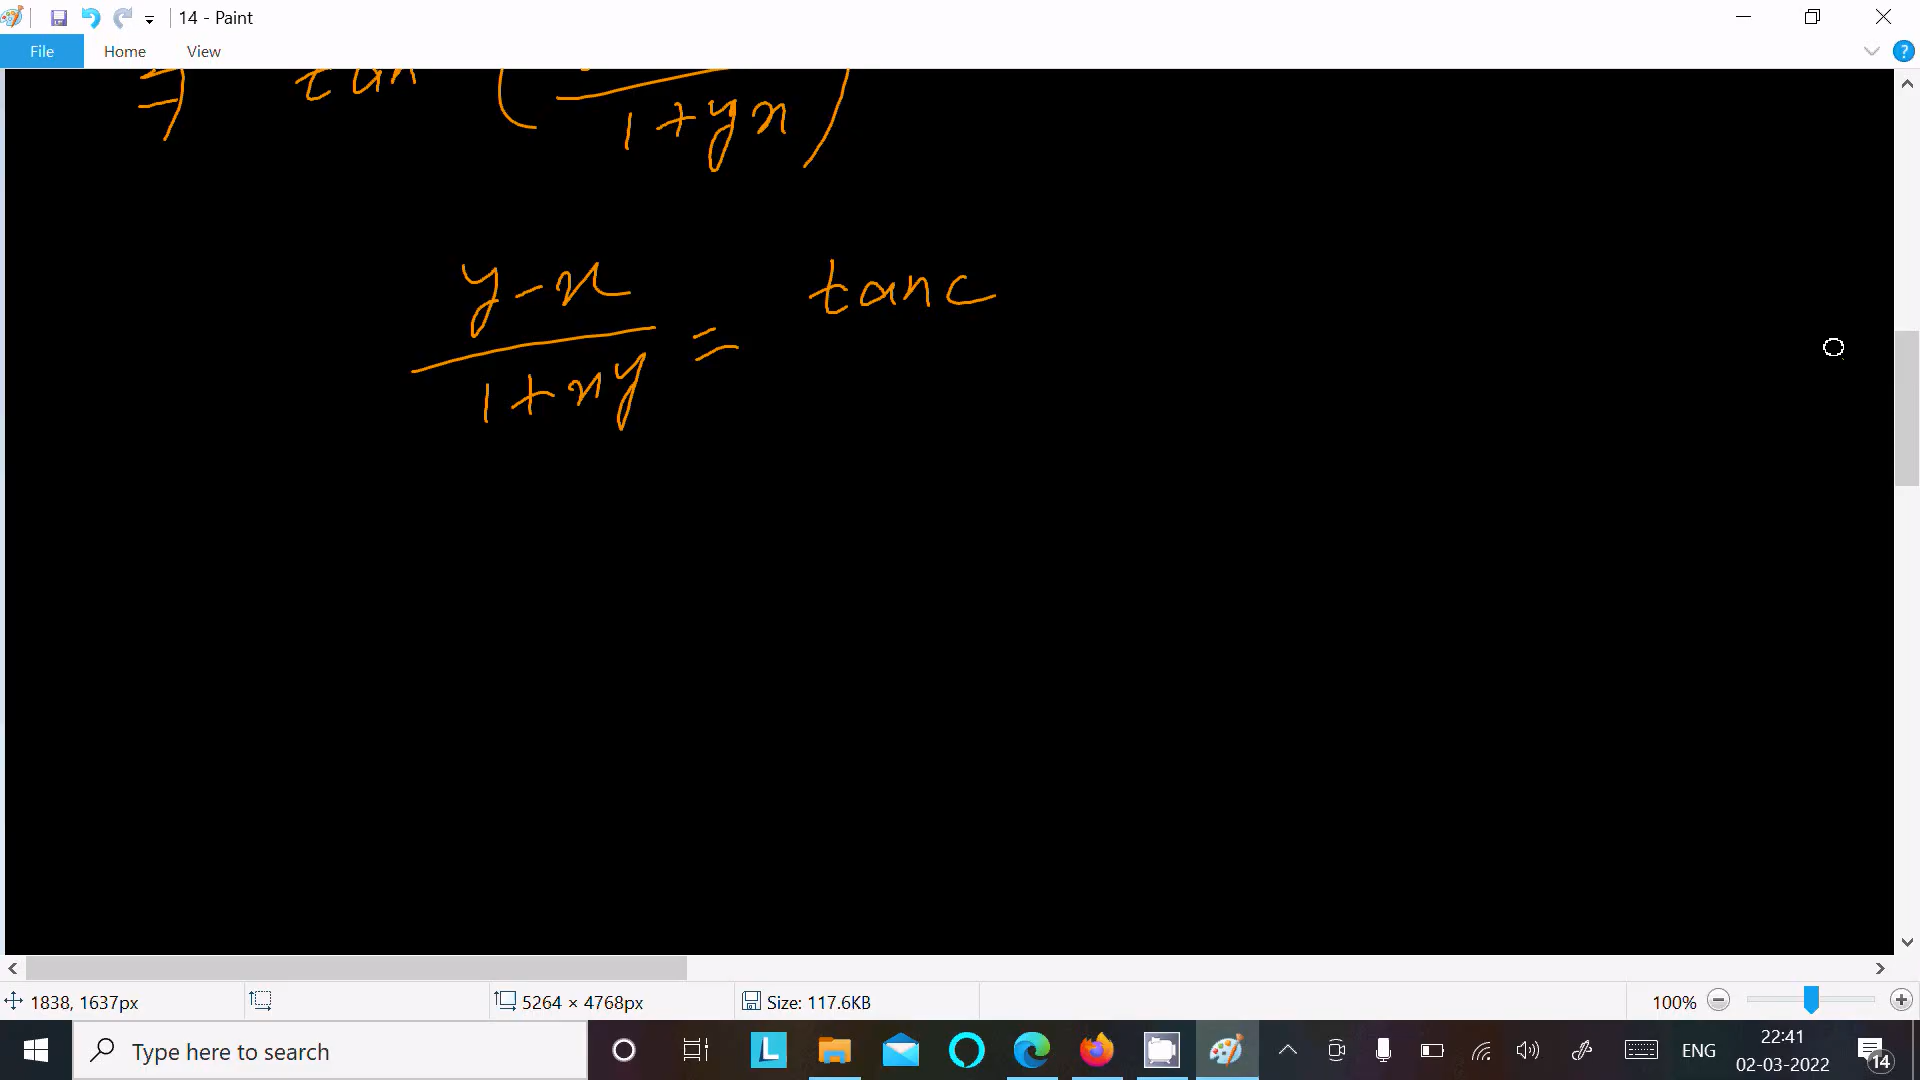 14 - Paint
File Home View
⇒ tan ( / 1+yx )
y-x / 1+xy = tanc
1838, 1637px 5264 × 4768px Size: 117.6KB 100%
Type here to search L ENG 22:41
02-03-2022 14